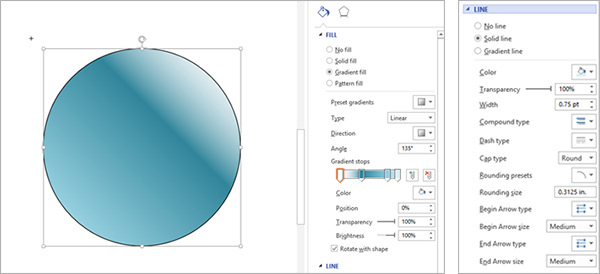 FILL
No fill
Solid fill
Gradient fill
Pattern fill
Preset gradients
Type Linear
Direction
Angle 135°
Gradient stops
Color
Position 0%
Transparency 100%
Brightness 100%
Rotate with shape
LINE
LINE
No line
Solid line
Gradient line
Color
Transparency 100%
Width 0.75 pt
Compound type
Dash type
Cap type Round
Rounding presets
Rounding size 0.3125 in.
Begin Arrow type
Begin Arrow size Medium
End Arrow type
End Arrow size Medium